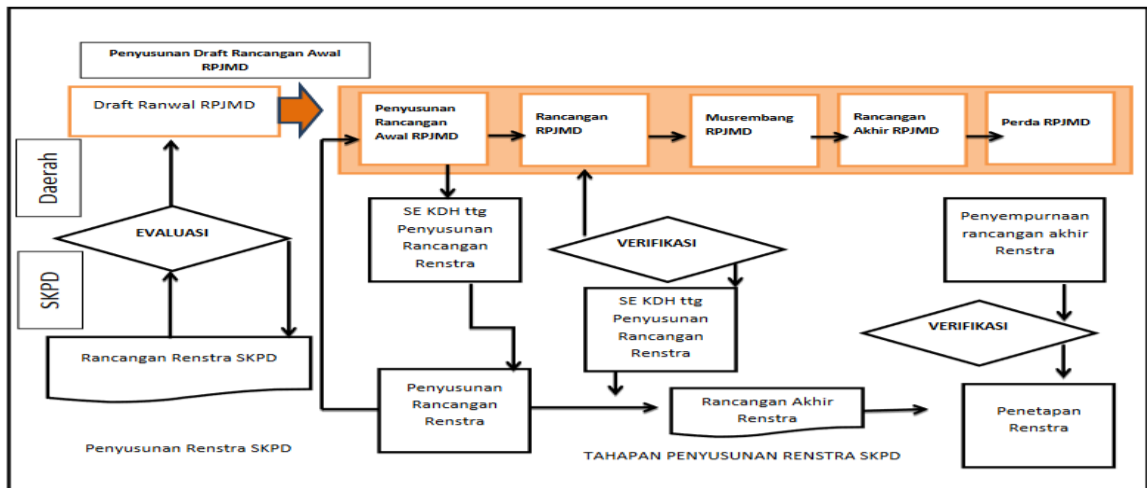 Penyusunan Draft Rancangan Awal
RPJMD
Draft Ranwal RPJMD
Penyusunan
Rancangan
Awal RPJMD
Rancangan
RPJMD
Musrembang
RPJMD
Rancangan
Akhir RPJMD
Perda RPJMD
Daerah
SKPD
EVALUASI
SE KDH ttg
Penyusunan
Rancangan
Renstra
VERIFIKASI
Penyempurnaan
rancangan akhir
Renstra
SE KDH ttg
Penyusunan
Rancangan
Renstra
VERIFIKASI
Rancangan Renstra SKPD
Penyusunan
Rancangan
Renstra
Rancangan Akhir
Renstra
Penetapan
Renstra
Penyusunan Renstra SKPD
TAHAPAN PENYUSUNAN RENSTRA SKPD